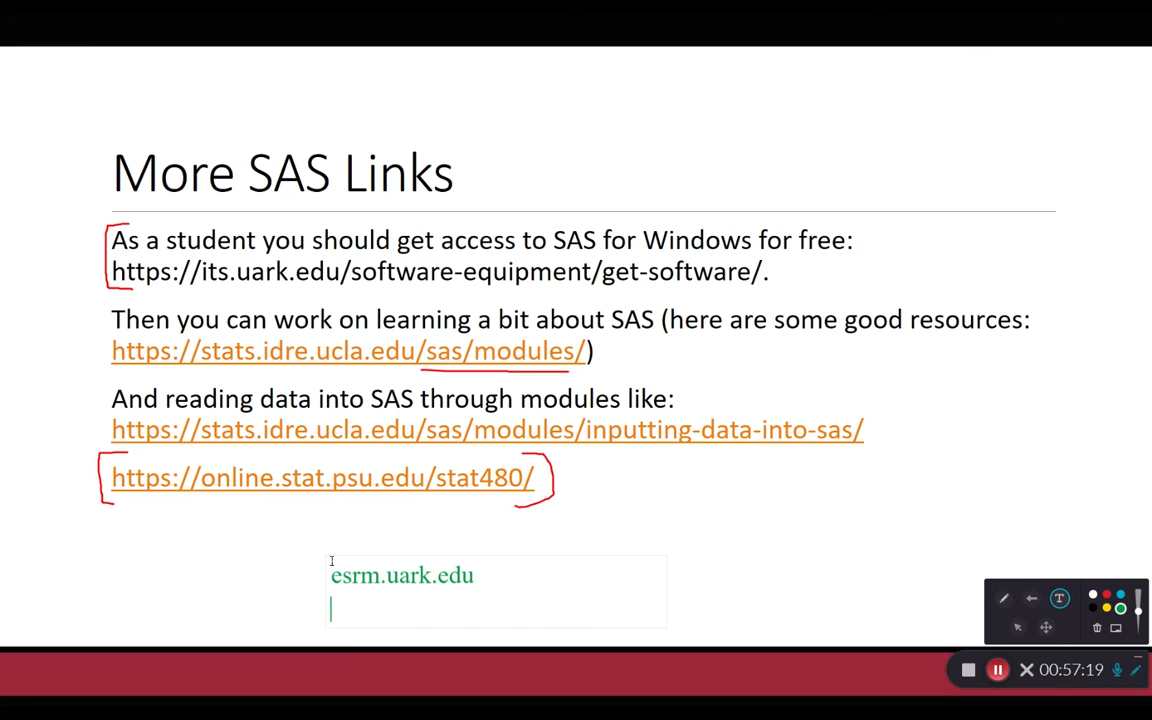 More SAS Links
As a student you should get access to SAS for Windows for free:
https://its.uark.edu/software-equipment/get-software/.
Then you can work on learning a bit about SAS (here are some good resources:
https://stats.idre.ucla.edu/sas/modules/)
And reading data into SAS through modules like:
https://stats.idre.ucla.edu/sas/modules/inputting-data-into-sas/
https://online.stat.psu.edu/stat480/
esrm.uark.edu
T
00:57:19